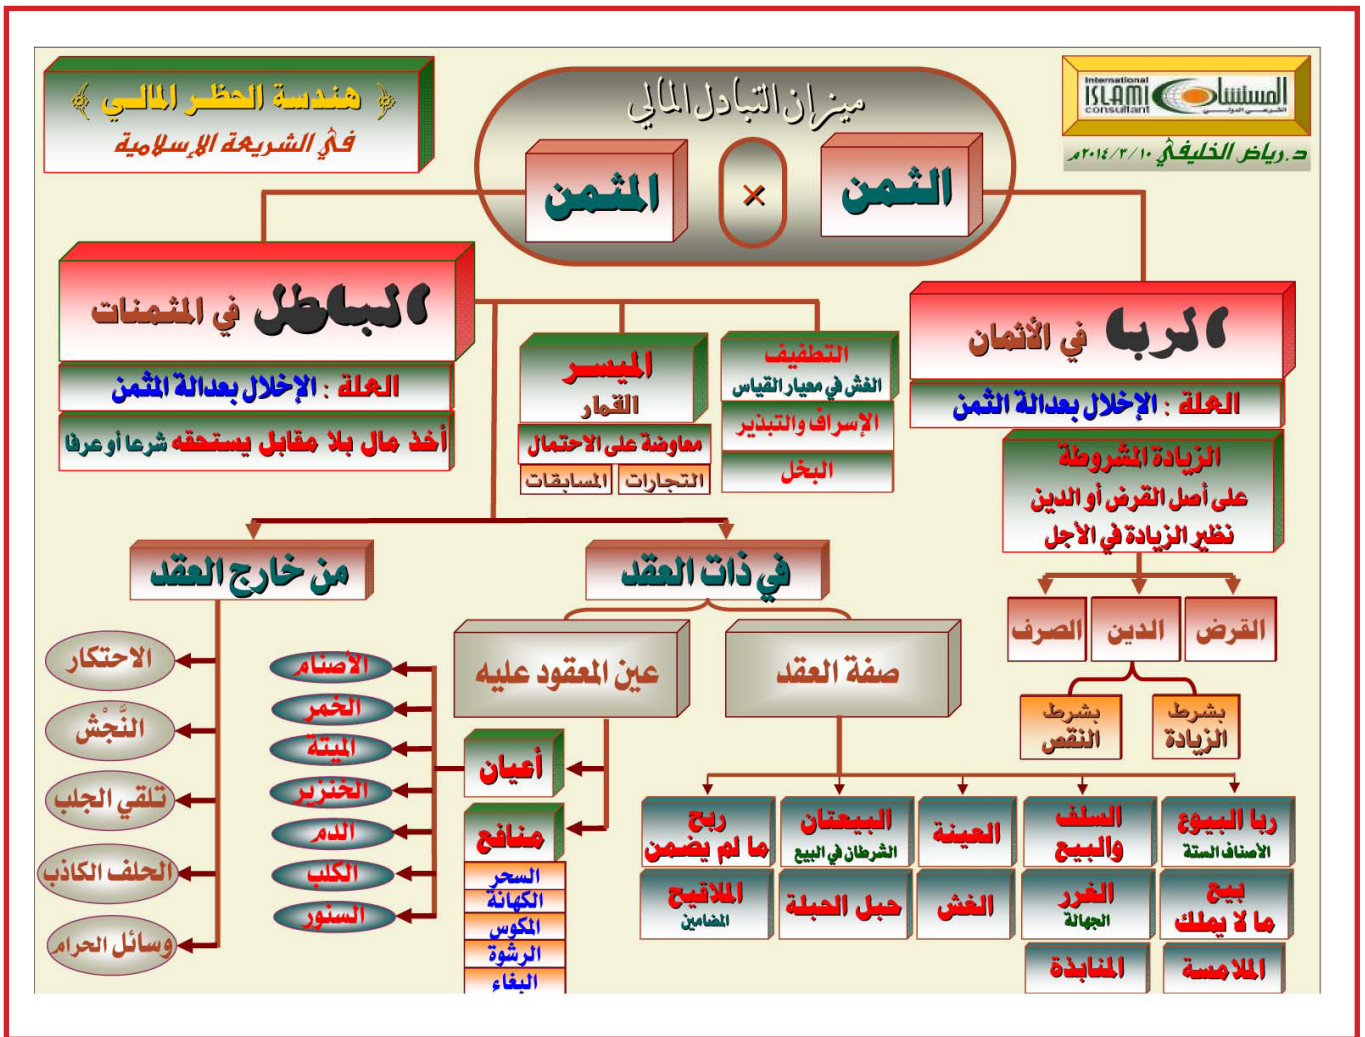 ﴿ هندسة الحظر المالي ﴾
في الشريعة الإسلامية
ميزان التبادل المالي
الثمن
×
المثمن
International
ISLAMI
consultant
المستشار
الشرعي الدولي
د.رياض الخليفي ٢٠١٤/٣/١٠م
الربا في الأثمان
العلة : الإخلال بعدالة الثمن
الزيادة المشروطة
على أصل القرض أو الدين
نظير الزيادة في الأجل
القرض
الدين
الصرف
بشرط
الزيادة
بشرط
النقص
الباطل في المثمنات
العلة : الإخلال بعدالة المثمن
أخذ مال بلا مقابل يستحقه شرعا أو عرفا
التطفيف
الغش في معيار القياس
الإسراف والتبذير
البخل
الميسر
القمار
معاوضة على الاحتمال
التجارات
المسابقات
في ذات العقد
من خارج العقد
صفة العقد
عين المعقود عليه
ربا البيوع
الأصناف الستة
السلف
والبيع
العينة
البيعتان
الشرطان في البيع
ربح
ما لم يضمن
بيع
ما لا يملك
الغرر
الجهالة
الغش
حبل الحبلة
الملاقيح
المضامين
الملامسة
المنابذة
أعيان
الأصنام
الخمر
الميتة
الخنزير
الدم
الكلب
السنور
منافع
السحر
الكهانة
المكوس
الرشوة
البغاء
الاحتكار
النَّجْش
تلقي الجلب
الحلف الكاذب
وسائل الحرام